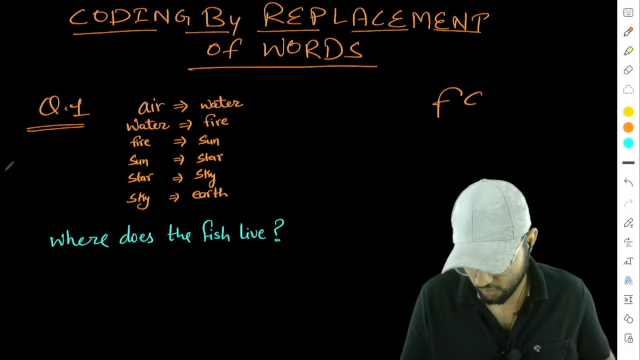 CODING By REPLACEMENT
of WORDS
Q.1
air ⇒ water
water ⇒ fire
fire ⇒ Sun
Sun ⇒ Star
Star ⇒ Sky
Sky ⇒ earth
where does the fish live?